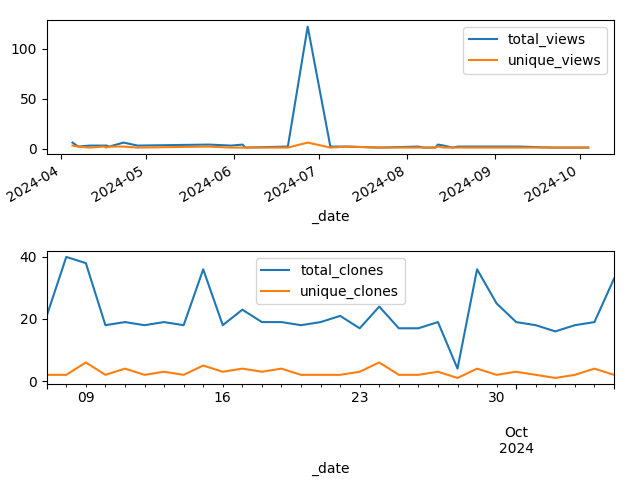 100
50
0
total_views
unique_views
2024-04
2024-05
2024-06
2024-07
2024-08
2024-09
2024-10
_date
40
20
0
total_clones
unique_clones
09
16
23
30
Oct
2024
_date